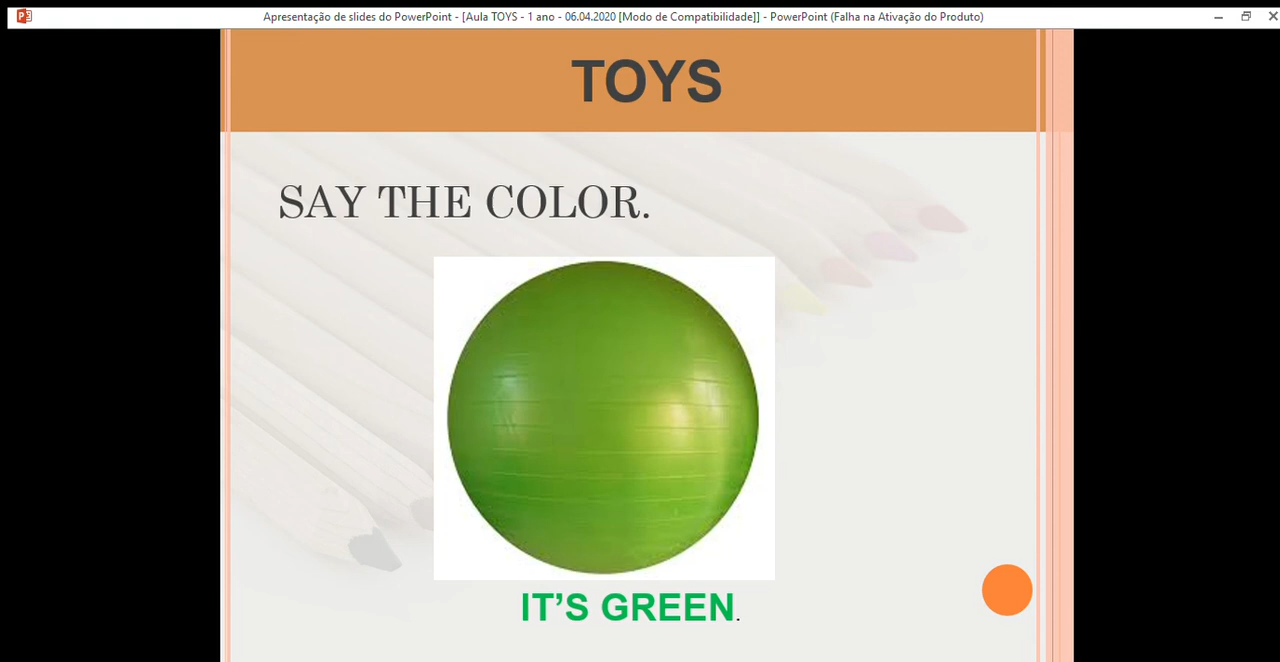 Apresentação de slides do PowerPoint - [Aula TOYS - 1 ano - 06.04.2020 [Modo de Compatibilidade]] - PowerPoint (Falha na Ativação do Produto)
TOYS
SAY THE COLOR.
IT’S GREEN.